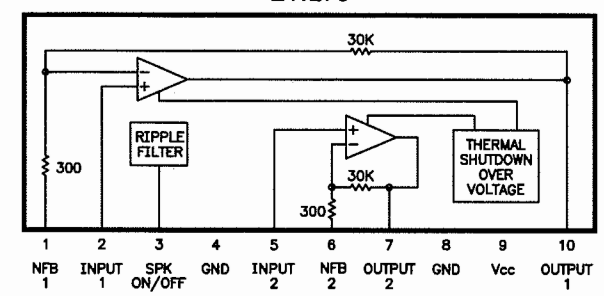 30K
300
RIPPLE
FILTER
30K
300
THERMAL
SHUTDOWN
OVER
VOLTAGE
1 2 3 4 5 6 7 8 9 10
NFB INPUT SPK GND INPUT NFB OUTPUT GND Vcc OUTPUT
1 1 ON/OFF 2 2 2 1